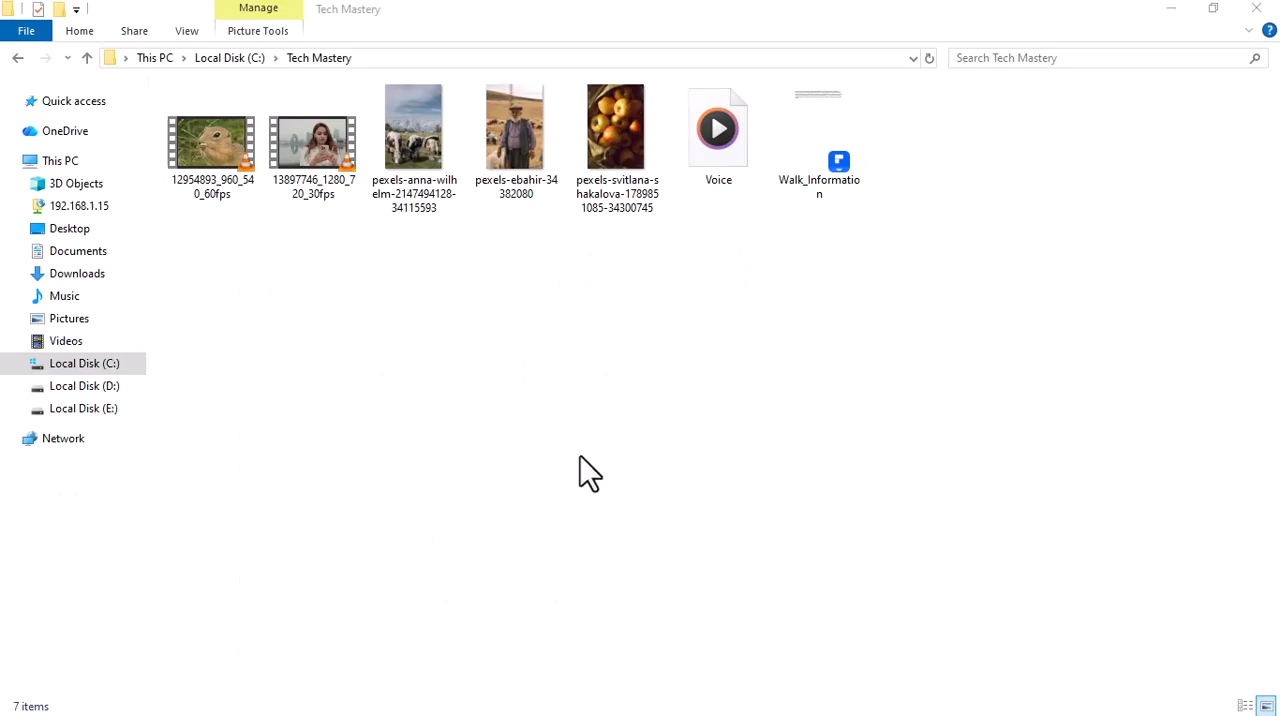 Manage
Tech Mastery
File
Home
Share
View
Picture Tools
This PC
Local Disk (C:)
Tech Mastery
Search Tech Mastery
Quick access
OneDrive
This PC
3D Objects
192.168.1.15
Desktop
Documents
Downloads
Music
Pictures
Videos
Local Disk (C:)
Local Disk (D:)
Local Disk (E:)
Network
12954893_960_54
0_60fps
13897746_1280_7
20_30fps
pexels-anna-wilh
elm-2147494128-
34115593
pexels-ebahir-34
382080
pexels-svitlana-s
hakalova-178985
1085-34300745
Voice
Walk_Informatio
n
7 items